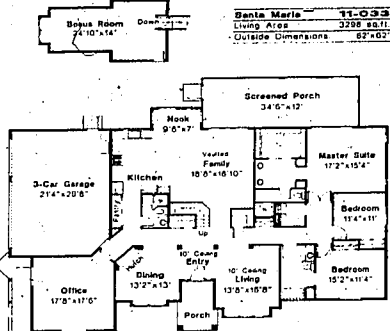 Bonus Room
24'10"x14'
Down
Santa Maria 11-033
Living Area 3298 sq.ft.
Outside Dimensions 82'x62'
Screened Porch
34'6"x12'
Nook
9'6"x7'
Vaulted
Family
18'8"x16'10"
Master Suite
17'2"x15'4"
3-Car Garage
21'4"x29'8"
Kitchen
Pantry
Bedroom
11'4"x11'
Up
Hutch
Dining
13'2"x13'
10' Ceiling
Entry
10' Ceiling
Living
13'8"x16'8"
Bedroom
15'2"x11'4"
Office
17'8"x17'6"
Porch